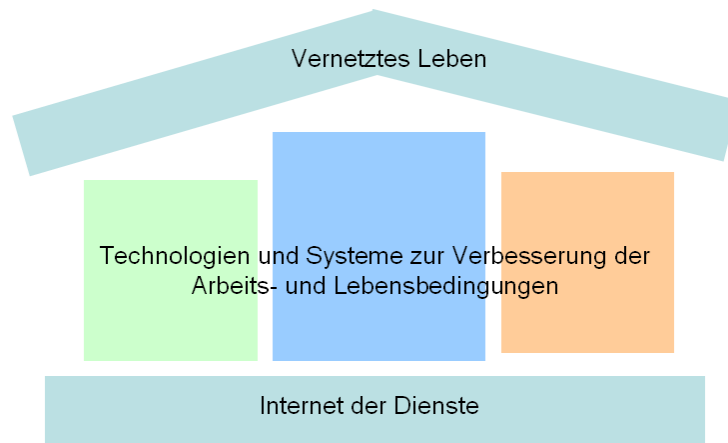 Vernetztes Leben
Technologien und Systeme zur Verbesserung der
Arbeits- und Lebensbedingungen
Internet der Dienste